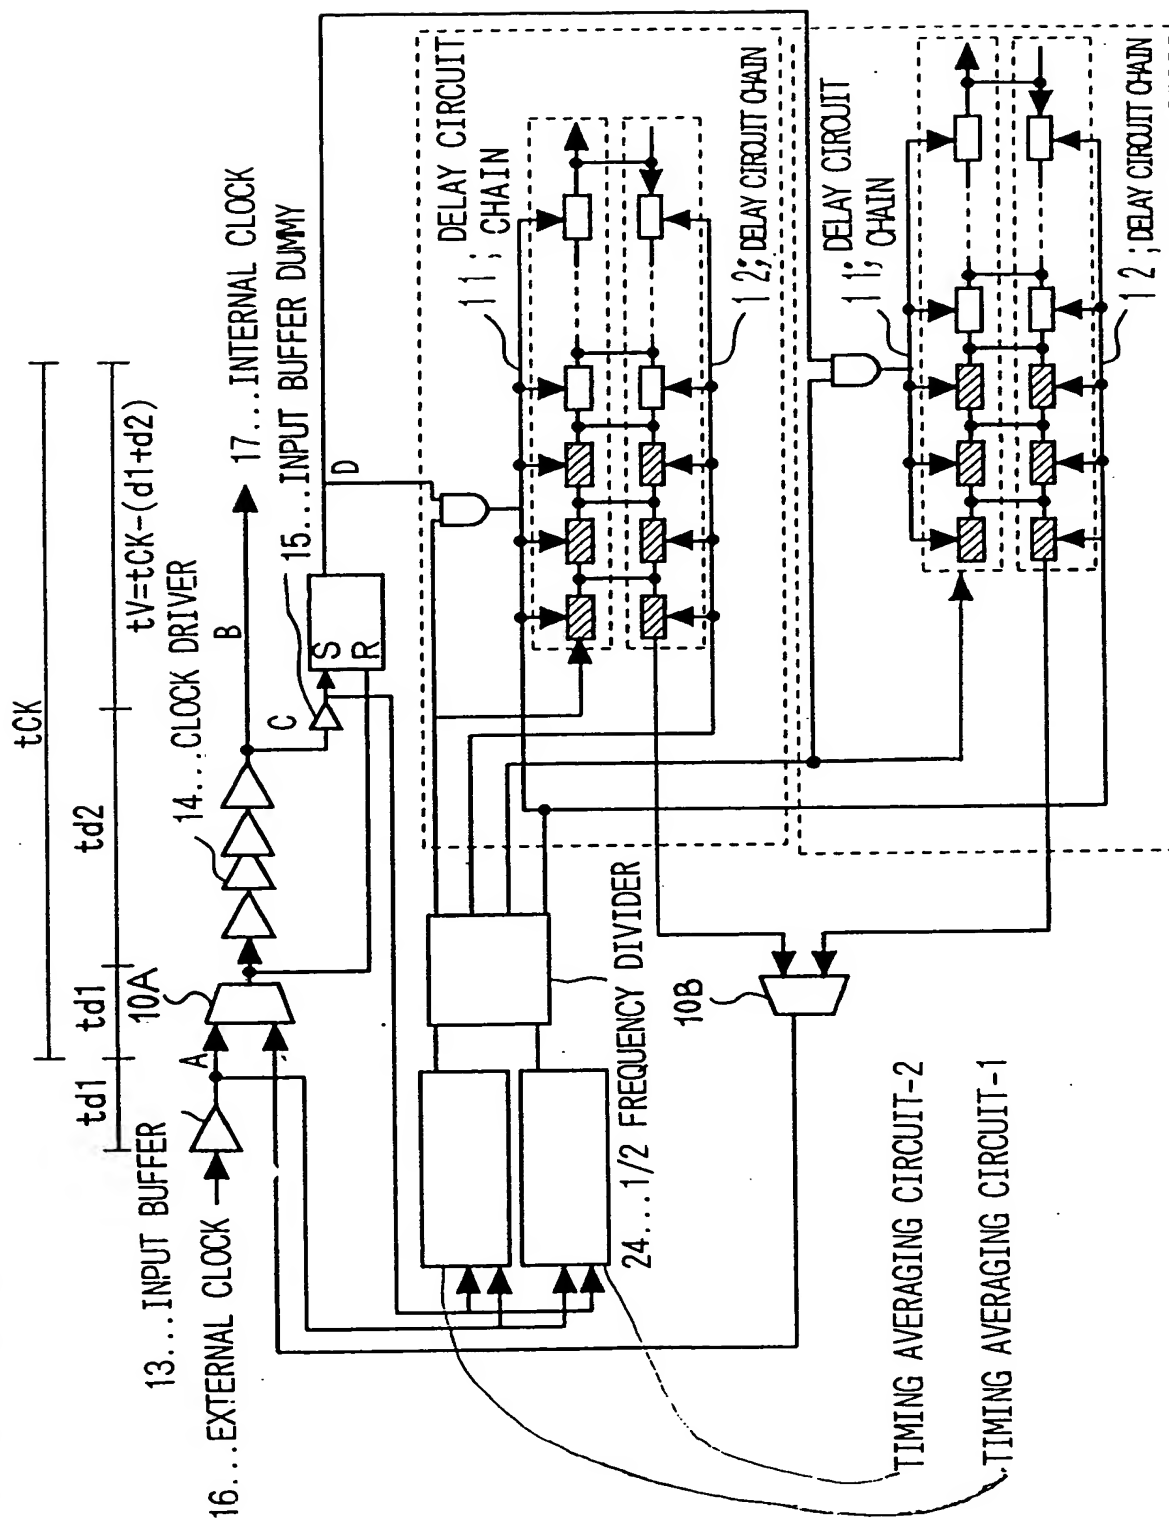 tCK
td1
td1
td2
tV=tCK-(d1+d2)
13...INPUT BUFFER
A
10A
14...CLOCK DRIVER
B
17...INTERNAL CLOCK
16...EXTERNAL CLOCK
C
15...INPUT BUFFER DUMMY
S
R
D
11; DELAY CIRCUIT
CHAIN
12; DELAY CIRCUIT CHAIN
11; DELAY CIRCUIT
CHAIN
12; DELAY CIRCUIT CHAIN
24...1/2 FREQUENCY DIVIDER
10B
TIMING AVERAGING CIRCUIT-2
TIMING AVERAGING CIRCUIT-1